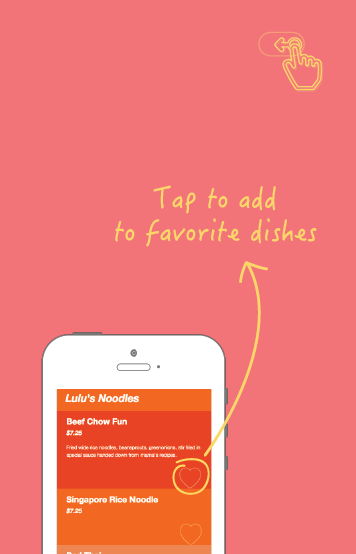 Tap to add
to favorite dishes
Lulu's Noodles
Beef Chow Fun
$7.25
Fried wide rice noodles, beansprouts, greenonions, stir fried in
special sauce handed down from mama's recipes.
Singapore Rice Noodle
$7.25